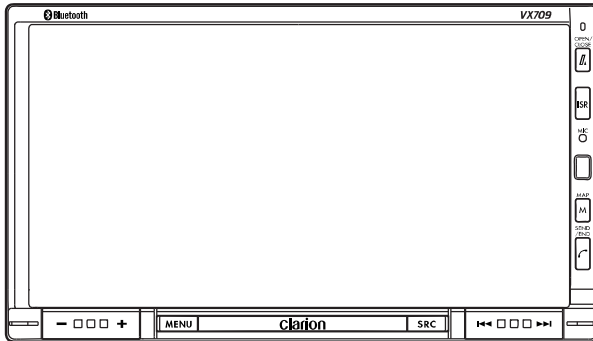 Bluetooth
VX709
OPEN/
CLOSE
ISR
MIC
MAP
M
SEND
/END
− +
MENU
clarion
SRC